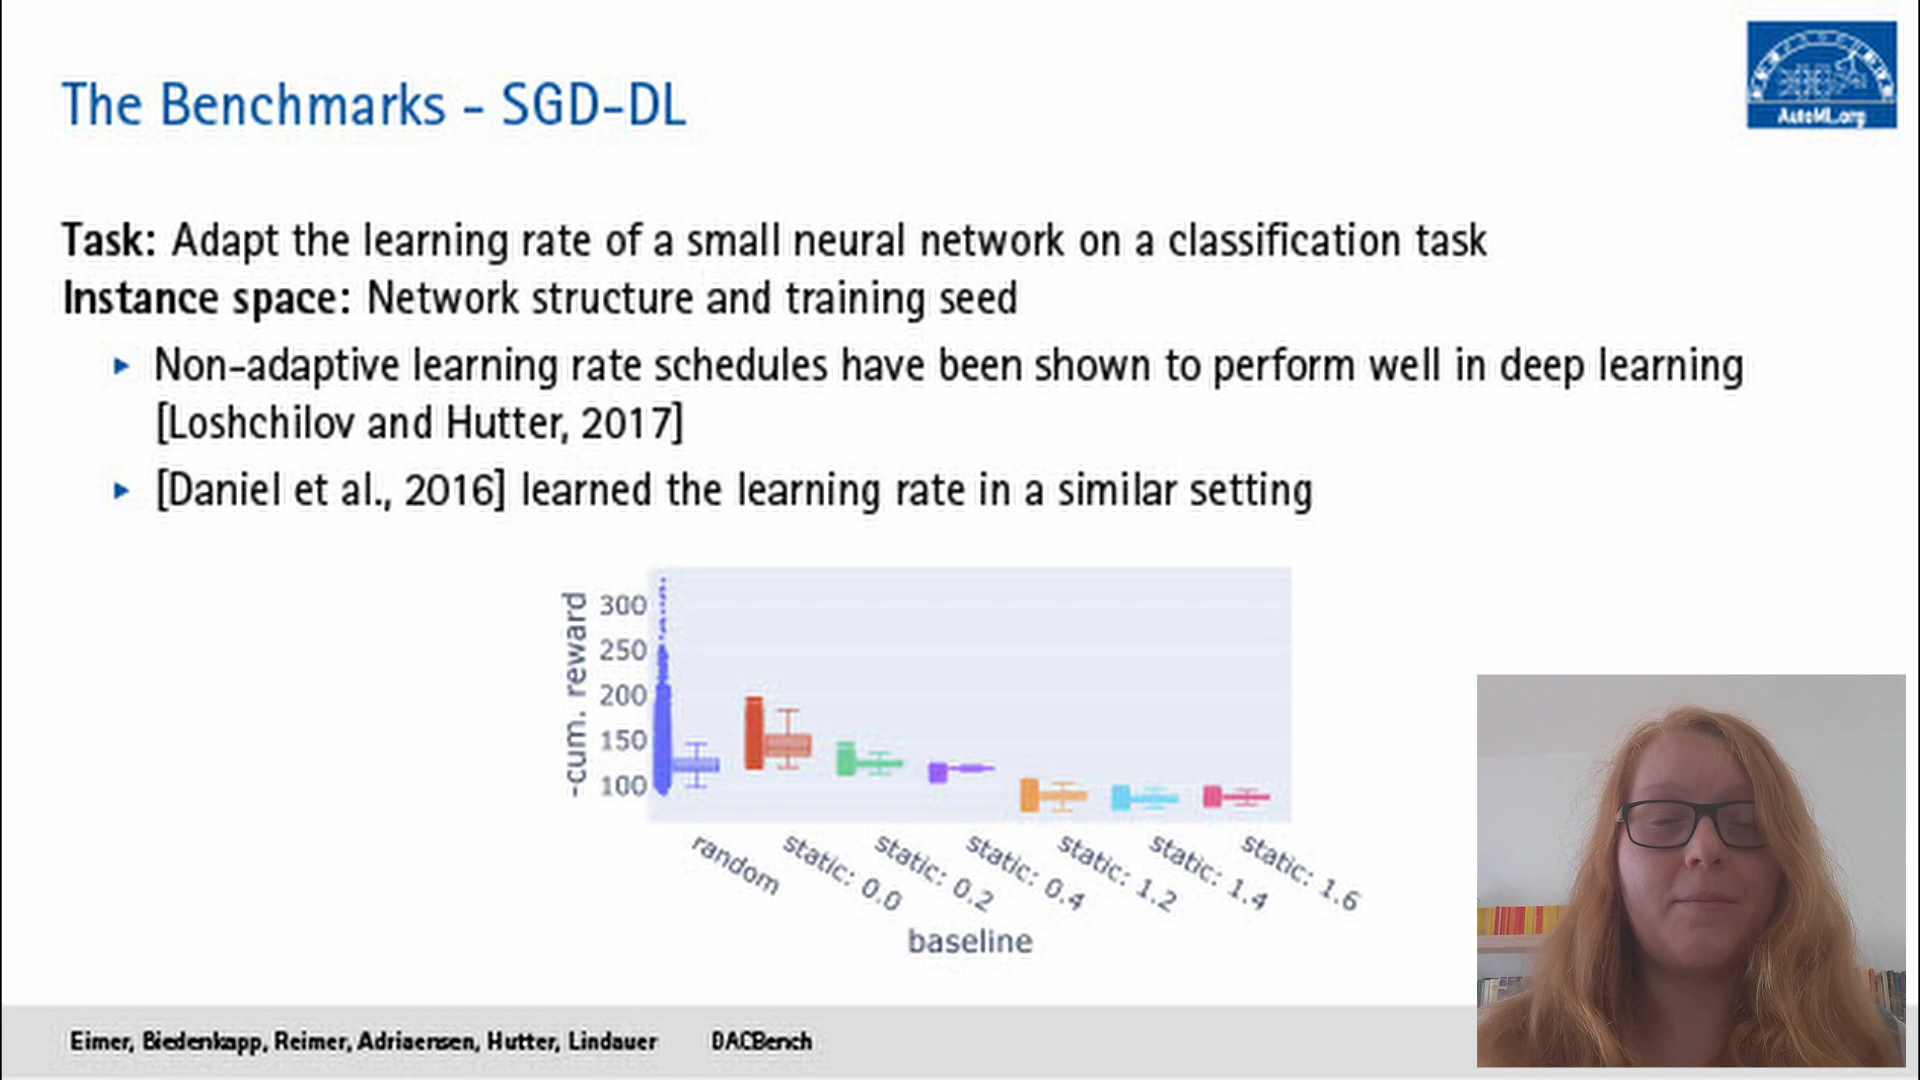 The Benchmarks - SGD-DL
AutoML.org
Task: Adapt the learning rate of a small neural network on a classification task
Instance space: Network structure and training seed
Non-adaptive learning rate schedules have been shown to perform well in deep learning
[Loshchilov and Hutter, 2017]
[Daniel et al., 2016] learned the learning rate in a similar setting
-cum. reward
300
250
200
150
100
random
static: 0.0
static: 0.2
static: 0.4
static: 1.2
static: 1.4
static: 1.6
baseline
Eimer, Biedenkapp, Reimer, Adriaensen, Hutter, Lindauer DACBench